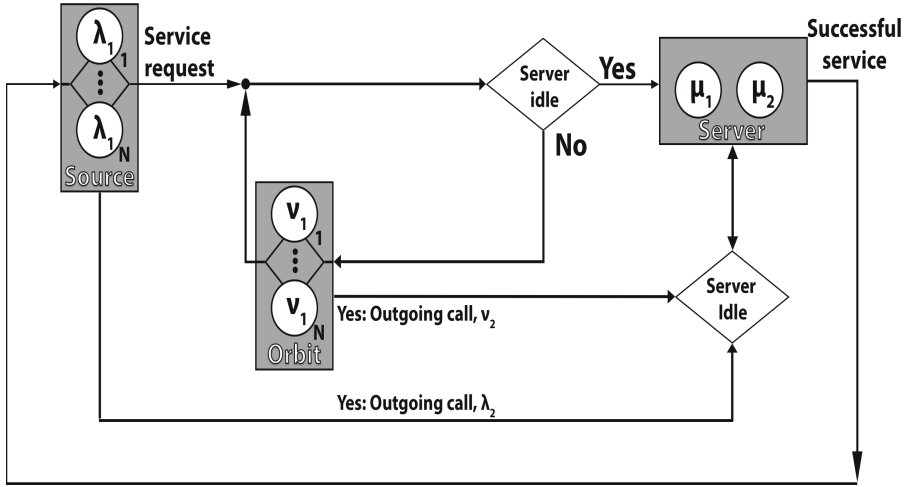 λ₁ 1
λ₁ N
Source
Service
request
Server
idle
Yes
No
μ₁ μ₂
Server
Successful
service
ν₁ 1
ν₁ N
Orbit
Yes: Outgoing call, ν₂
Server
Idle
Yes: Outgoing call, λ₂